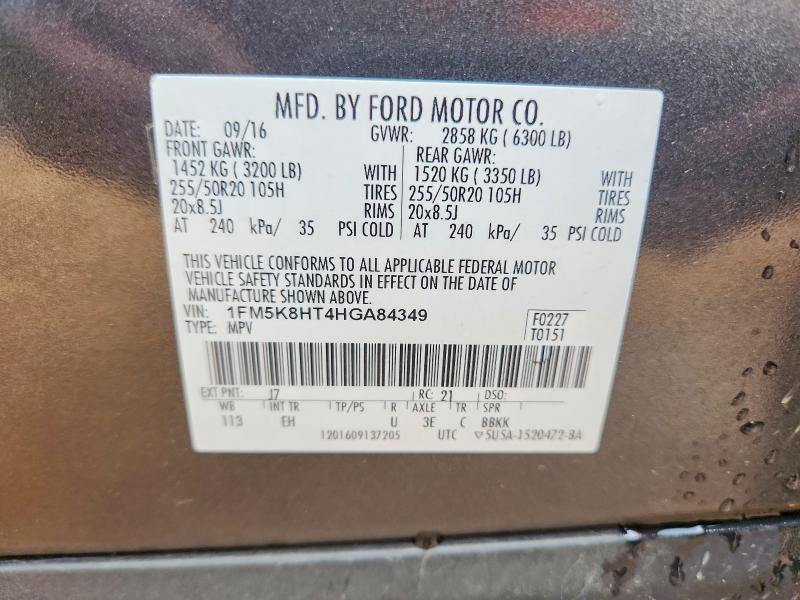 MFD. BY FORD MOTOR CO.
DATE: 09/16 GVWR: 2858 KG ( 6300 LB)
FRONT GAWR: REAR GAWR:
1452 KG ( 3200 LB) WITH 1520 KG ( 3350 LB) WITH
255/50R20 105H TIRES 255/50R20 105H TIRES
20x8.5J RIMS 20x8.5J RIMS
AT 240 kPa/ 35 PSI COLD AT 240 kPa/ 35 PSI COLD
THIS VEHICLE CONFORMS TO ALL APPLICABLE FEDERAL MOTOR
VEHICLE SAFETY STANDARDS IN EFFECT ON THE DATE OF
MANUFACTURE SHOWN ABOVE.
VIN: 1FM5K8HT4HGA84349 F0227
TYPE: MPV T0151
EXT PNT: J7 RC: 21 DSO:
WB INT TR TP/PS R AXLE TR SPR
113 EH U 3E C BBKK
1201609137205 UTC ▽5U5A-1520472-BA